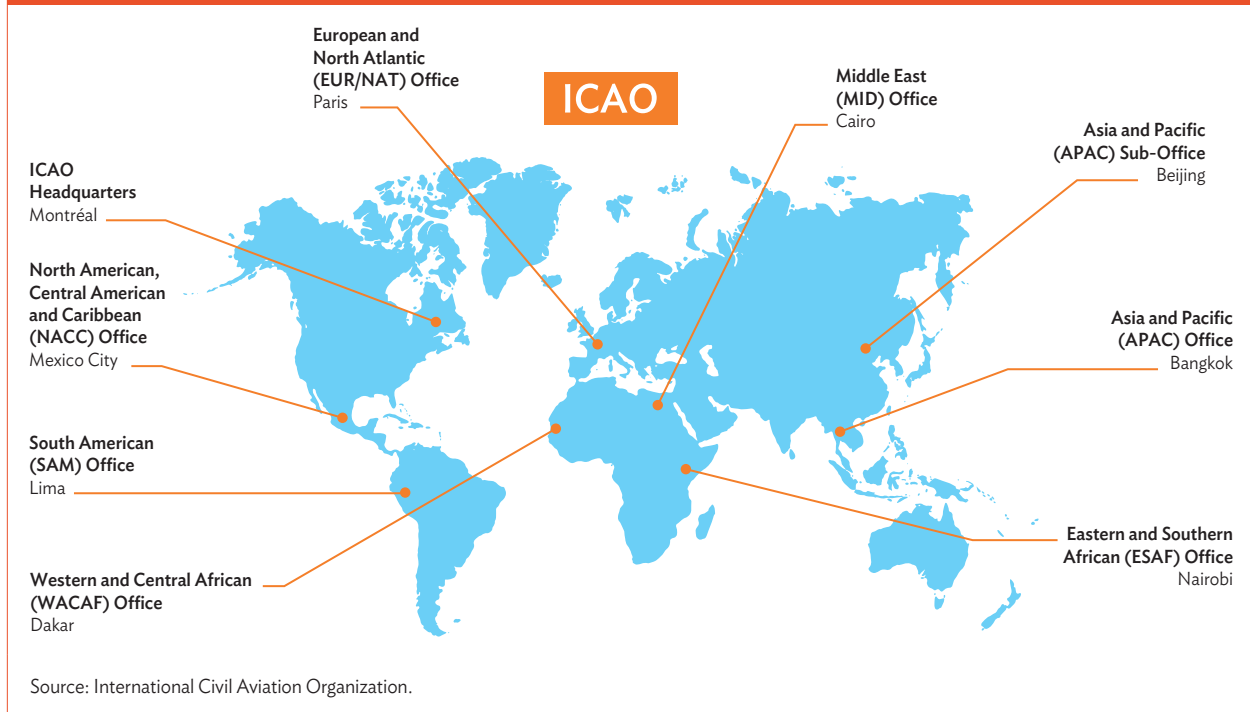 European and
North Atlantic
(EUR/NAT) Office
Paris
ICAO
Middle East
(MID) Office
Cairo
Asia and Pacific
(APAC) Sub-Office
Beijing
ICAO
Headquarters
Montréal
North American,
Central American
and Caribbean
(NACC) Office
Mexico City
Asia and Pacific
(APAC) Office
Bangkok
South American
(SAM) Office
Lima
Eastern and Southern
African (ESAF) Office
Nairobi
Western and Central African
(WACAF) Office
Dakar
Source: International Civil Aviation Organization.